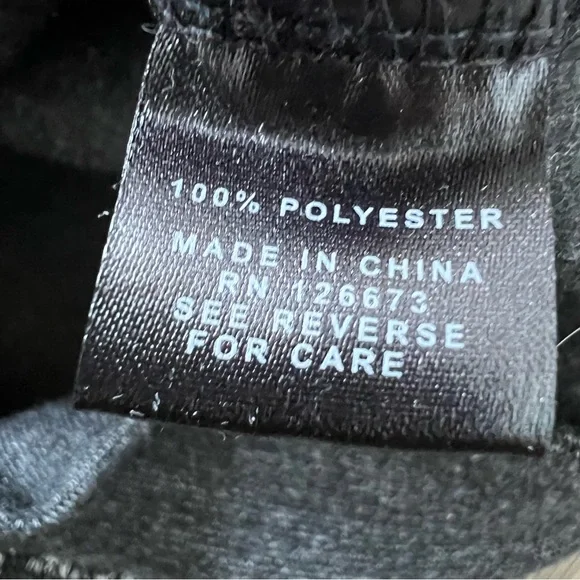 100% POLYESTER
MADE IN CHINA
RN 126673
SEE REVERSE
FOR CARE